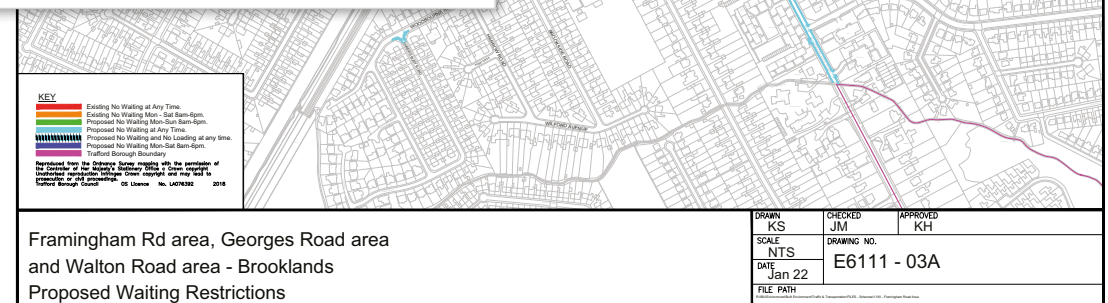 WILFORD AVENUE
KEY
Existing No Waiting at Any Time.
Existing No Waiting Mon - Sat 8am-6pm.
Proposed No Waiting Mon-Sun 8am-6pm.
Proposed No Waiting at Any Time.
Proposed No Waiting and No Loading at any time.
Proposed No Waiting Mon-Sat 8am-6pm.
Trafford Borough Boundary
Reproduced from the Ordnance Survey mapping with the permission of
the Controller of Her Majesty's Stationery Office c Crown copyright
Unauthorised reproduction infringes Crown copyright and may lead to
prosecution or civil proceedings.
Trafford Borough Council OS Licence No. LA076392 2018
Framingham Rd area, Georges Road area
and Walton Road area - Brooklands
Proposed Waiting Restrictions
DRAWN
KS
CHECKED
JM
APPROVED
KH
SCALE
NTS
DRAWING NO.
E6111 - 03A
DATE
Jan 22
FILE PATH